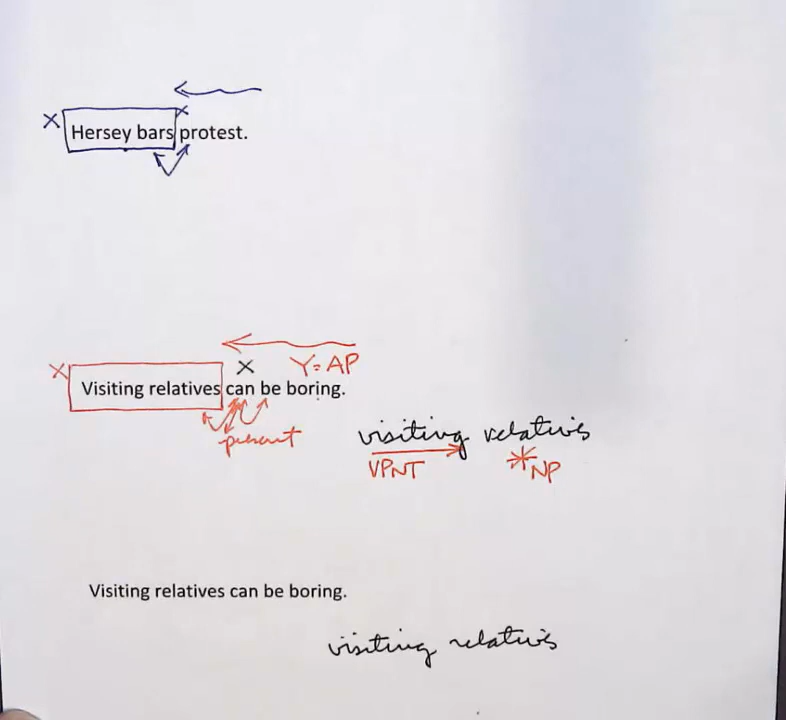 X Hersey bars x protest.
X Y=AP
X Visiting relatives can be boring.
present
visiting relatives
VPNT *NP
Visiting relatives can be boring.
visiting relatives